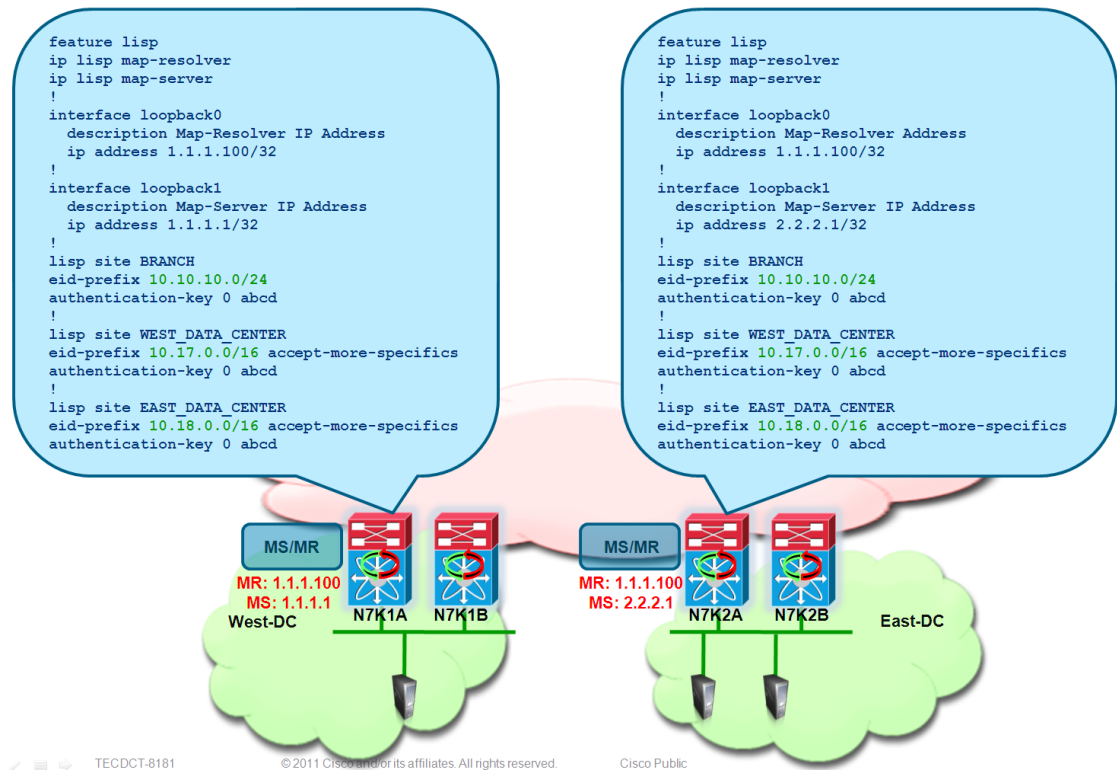 feature lisp
ip lisp map-resolver
ip lisp map-server
!
interface loopback0
  description Map-Resolver IP Address
  ip address 1.1.1.100/32
!
interface loopback1
  description Map-Server IP Address
  ip address 1.1.1.1/32
!
lisp site BRANCH
eid-prefix 10.10.10.0/24
authentication-key 0 abcd
!
lisp site WEST_DATA_CENTER
eid-prefix 10.17.0.0/16 accept-more-specifics
authentication-key 0 abcd
!
lisp site EAST_DATA_CENTER
eid-prefix 10.18.0.0/16 accept-more-specifics
authentication-key 0 abcd
feature lisp
ip lisp map-resolver
ip lisp map-server
!
interface loopback0
  description Map-Resolver Address
  ip address 1.1.1.100/32
!
interface loopback1
  description Map-Server IP Address
  ip address 2.2.2.1/32
!
lisp site BRANCH
eid-prefix 10.10.10.0/24
authentication-key 0 abcd
!
lisp site WEST_DATA_CENTER
eid-prefix 10.17.0.0/16 accept-more-specifics
authentication-key 0 abcd
!
lisp site EAST_DATA_CENTER
eid-prefix 10.18.0.0/16 accept-more-specifics
authentication-key 0 abcd
MS/MR
MR: 1.1.1.100
MS: 1.1.1.1
West-DC
N7K1A
N7K1B
MS/MR
MR: 1.1.1.100
MS: 2.2.2.1
N7K2A
N7K2B
East-DC
TECDCT-8181
© 2011 Cisco and/or its affiliates. All rights reserved.
Cisco Public